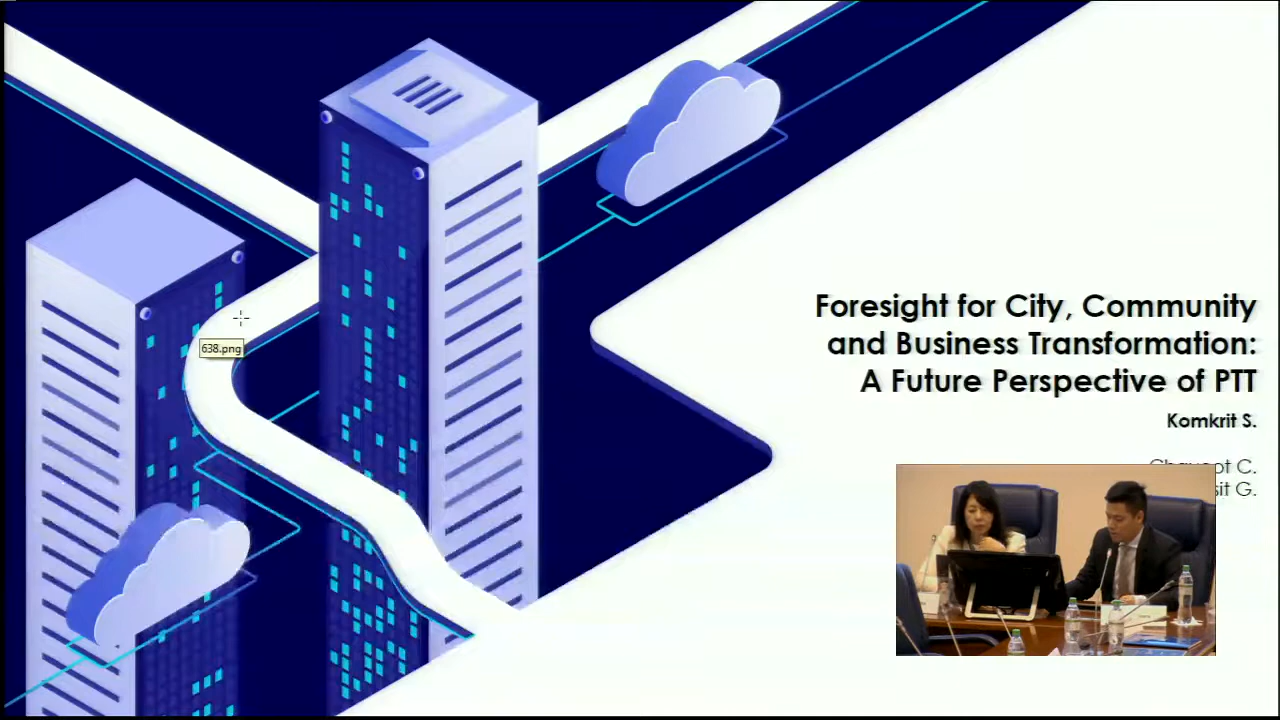 Foresight for City, Community
and Business Transformation:
A Future Perspective of PTT
Komkrit S.
C.
G.
638.png